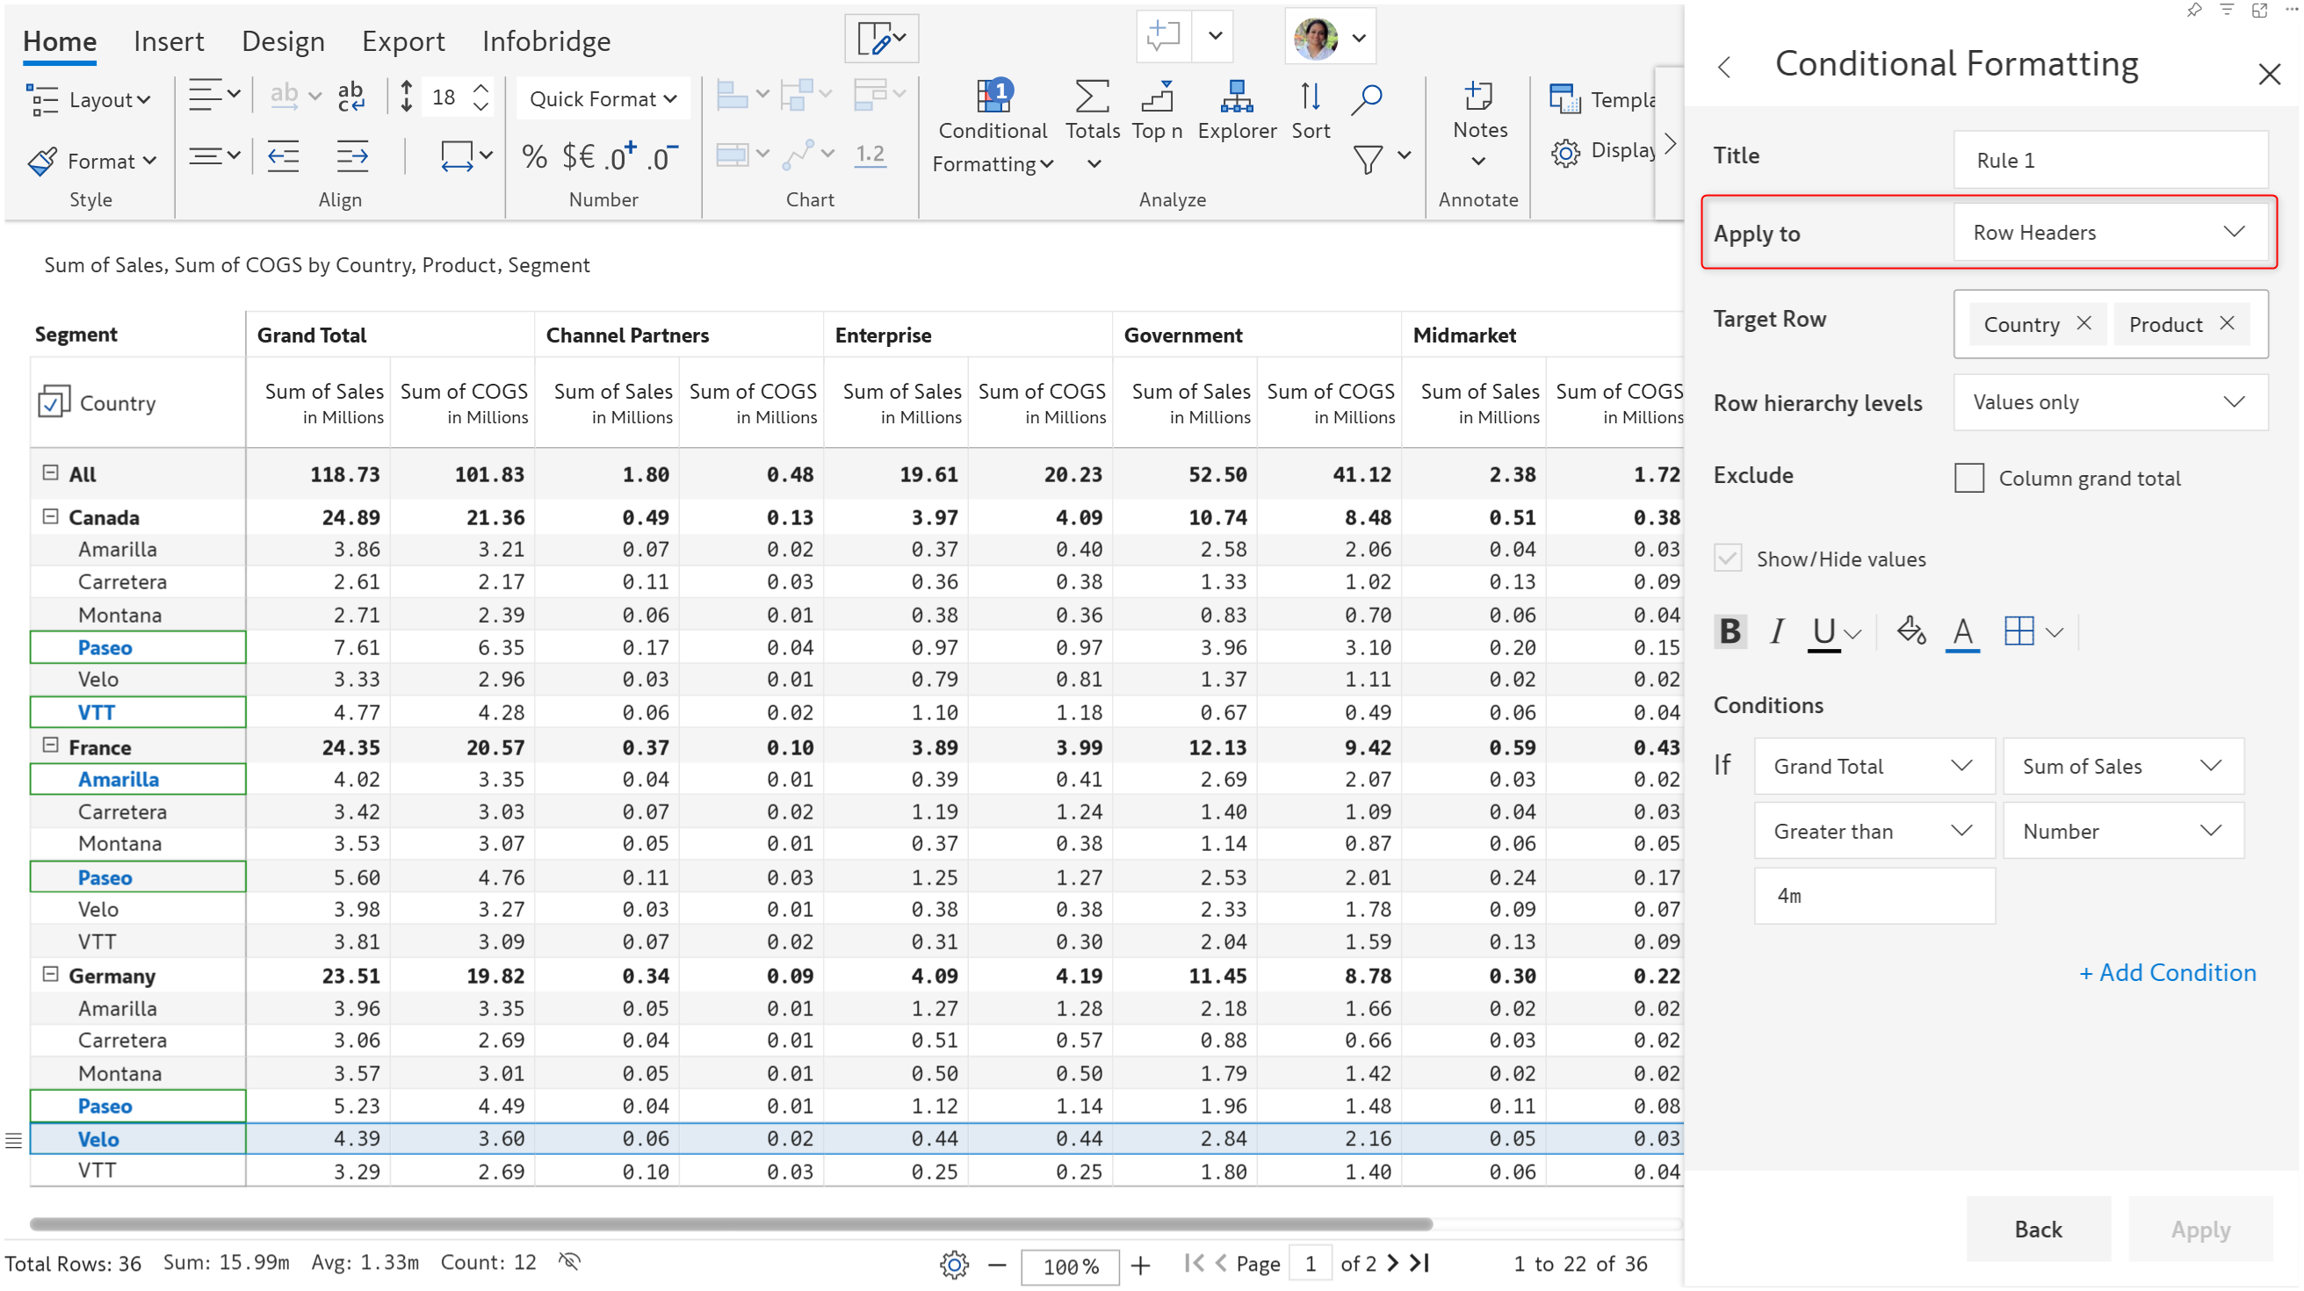 Home Insert Design Export Infobridge
Layout ab ab c 18 Quick Format
Format % $€ .0+ .0- 1.2
1 Conditional Formatting Totals Top n Explorer Sort Notes
Templa
Display
Style Align Number Chart Analyze Annotate
Sum of Sales, Sum of COGS by Country, Product, Segment
Segment Grand Total Channel Partners Enterprise Government Midmarket
Country Sum of Sales Sum of COGS Sum of Sales Sum of COGS Sum of Sales Sum of COGS Sum of Sales Sum of COGS Sum of Sales Sum of COGS
in Millions in Millions in Millions in Millions in Millions in Millions in Millions in Millions in Millions in Millions
All 118.73 101.83 1.80 0.48 19.61 20.23 52.50 41.12 2.38 1.72
Canada 24.89 21.36 0.49 0.13 3.97 4.09 10.74 8.48 0.51 0.38
Amarilla 3.86 3.21 0.07 0.02 0.37 0.40 2.58 2.06 0.04 0.03
Carretera 2.61 2.17 0.11 0.03 0.36 0.38 1.33 1.02 0.13 0.09
Montana 2.71 2.39 0.06 0.01 0.38 0.36 0.83 0.70 0.06 0.04
Paseo 7.61 6.35 0.17 0.04 0.97 0.97 3.96 3.10 0.20 0.15
Velo 3.33 2.96 0.03 0.01 0.79 0.81 1.37 1.11 0.02 0.02
VTT 4.77 4.28 0.06 0.02 1.10 1.18 0.67 0.49 0.06 0.04
France 24.35 20.57 0.37 0.10 3.89 3.99 12.13 9.42 0.59 0.43
Amarilla 4.02 3.35 0.04 0.01 0.39 0.41 2.69 2.07 0.03 0.02
Carretera 3.42 3.03 0.07 0.02 1.19 1.24 1.40 1.09 0.04 0.03
Montana 3.53 3.07 0.05 0.01 0.37 0.38 1.14 0.87 0.06 0.05
Paseo 5.60 4.76 0.11 0.03 1.25 1.27 2.53 2.01 0.24 0.17
Velo 3.98 3.27 0.03 0.01 0.38 0.38 2.33 1.78 0.09 0.07
VTT 3.81 3.09 0.07 0.02 0.31 0.30 2.04 1.59 0.13 0.09
Germany 23.51 19.82 0.34 0.09 4.09 4.19 11.45 8.78 0.30 0.22
Amarilla 3.96 3.35 0.05 0.01 1.27 1.28 2.18 1.66 0.02 0.02
Carretera 3.06 2.69 0.04 0.01 0.51 0.57 0.88 0.66 0.03 0.02
Montana 3.57 3.01 0.05 0.01 0.50 0.50 1.79 1.42 0.02 0.02
Paseo 5.23 4.49 0.04 0.01 1.12 1.14 1.96 1.48 0.11 0.08
Velo 4.39 3.60 0.06 0.02 0.44 0.44 2.84 2.16 0.05 0.03
VTT 3.29 2.69 0.10 0.03 0.25 0.25 1.80 1.40 0.06 0.04
Total Rows: 36 Sum: 15.99m Avg: 1.33m Count: 12 100% Page 1 of 2 1 to 22 of 36
Conditional Formatting
Title Rule 1
Apply to Row Headers
Target Row Country Product
Row hierarchy levels Values only
Exclude Column grand total
Show/Hide values
B I U A
Conditions
If Grand Total Sum of Sales
Greater than Number
4m
+ Add Condition
Back Apply